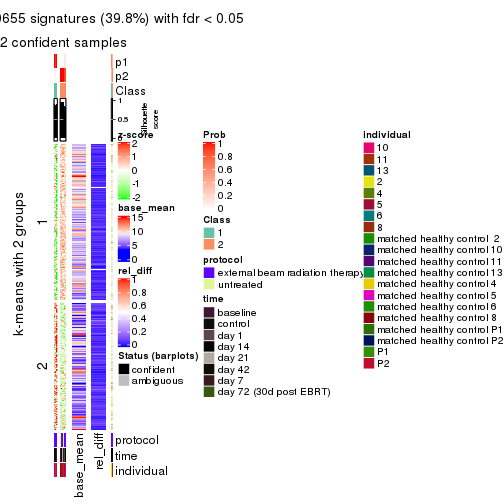 0655 signatures (39.8%) with fdr < 0.05
2 confident samples
p1
p2
Class
1
0.5
0
Silhouette
score
k-means with 2 groups
1
2
z-score
2
1
0
-1
-2
base_mean
15
10
5
0
rel_diff
1
0.8
0.6
0.4
0.2
0
Status (barplots)
confident
ambiguous
protocol
time
individual
base_mean
rel_diff
Prob
1
0.8
0.6
0.4
0.2
0
Class
1
2
protocol
external beam radiation therapy
untreated
time
baseline
control
day 1
day 14
day 21
day 42
day 7
day 72 (30d post EBRT)
individual
10
11
13
2
4
5
6
8
matched healthy control 2
matched healthy control 10
matched healthy control 11
matched healthy control 13
matched healthy control 4
matched healthy control 5
matched healthy control 6
matched healthy control 8
matched healthy control P1
matched healthy control P2
P1
P2